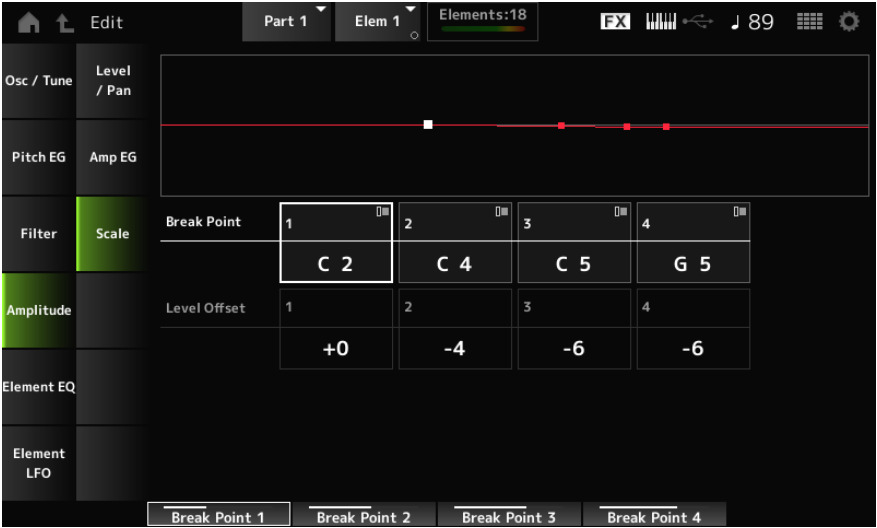 Edit
Part 1
Elem 1
Elements:18
FX
♩ 89
Osc / Tune
Level
/ Pan
Pitch EG
Amp EG
Filter
Scale
Amplitude
Element EQ
Element
LFO
Break Point
1
2
3
4
C 2
C 4
C 5
G 5
Level Offset
1
2
3
4
+0
-4
-6
-6
Break Point 1
Break Point 2
Break Point 3
Break Point 4